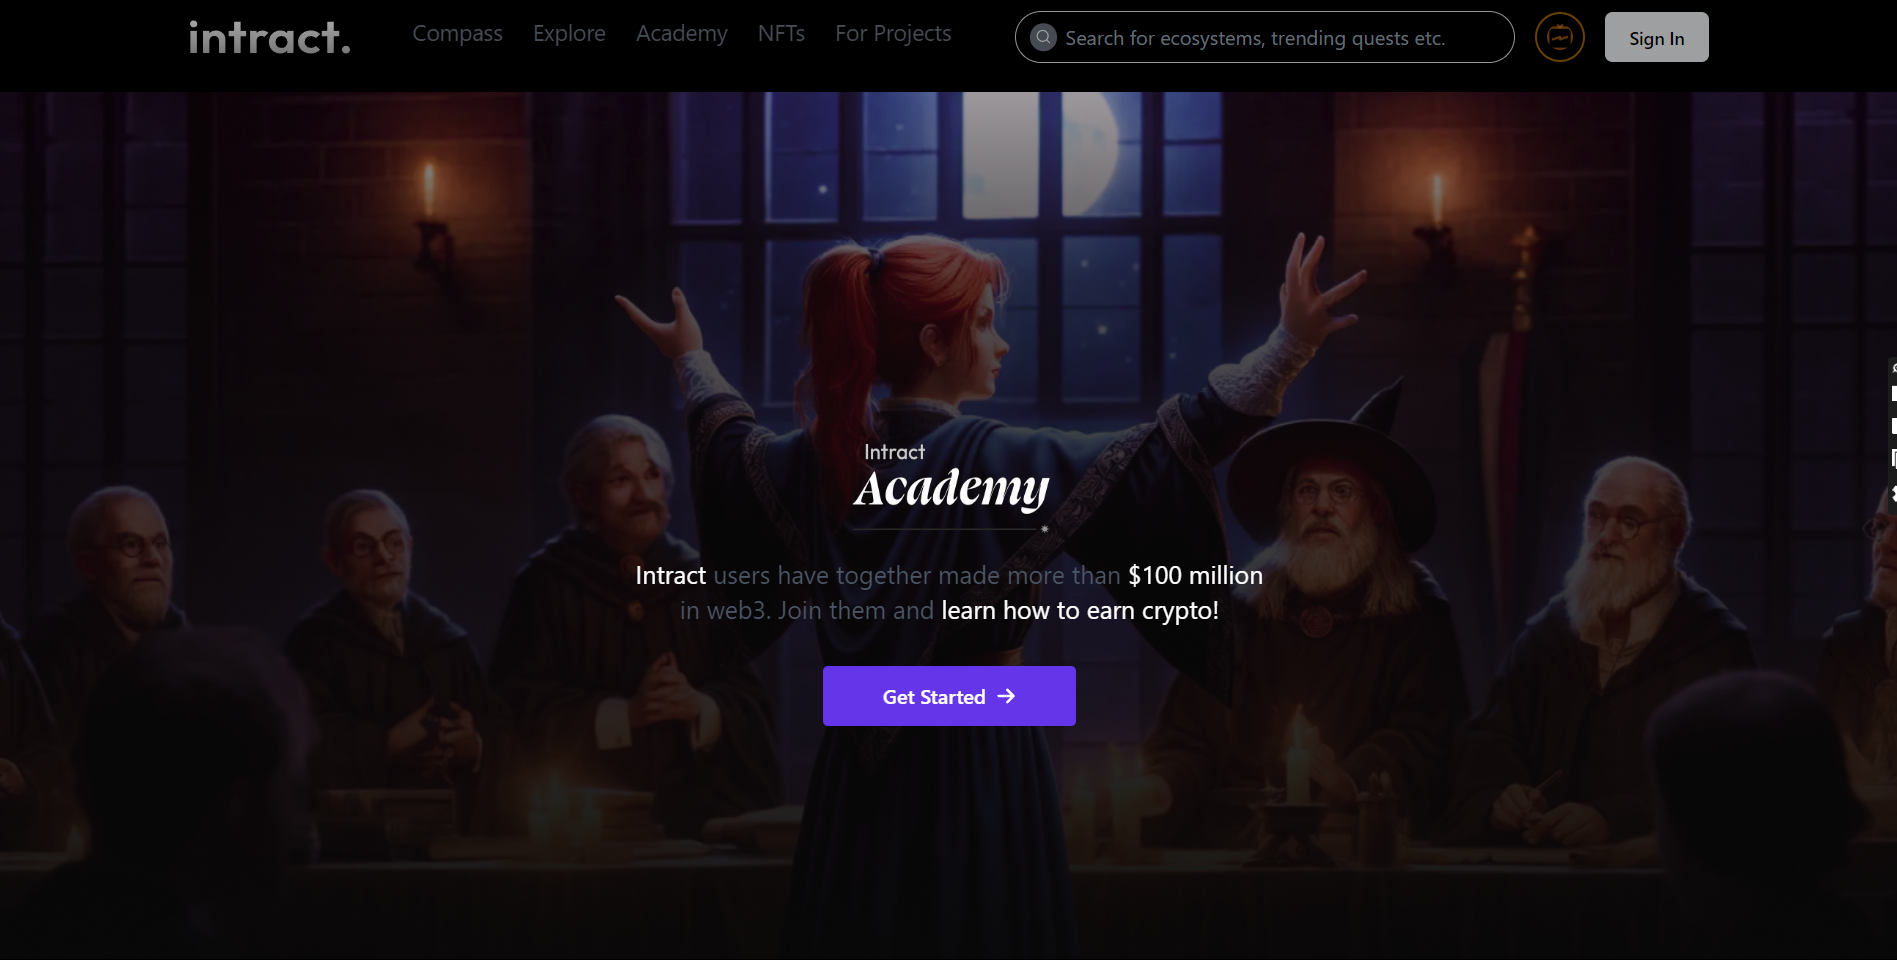 intract.
Compass
Explore
Academy
NFTs
For Projects
Search for ecosystems, trending quests etc.
Sign In
Intract
Academy
Intract users have together made more than $100 million
in web3. Join them and learn how to earn crypto!
Get Started →